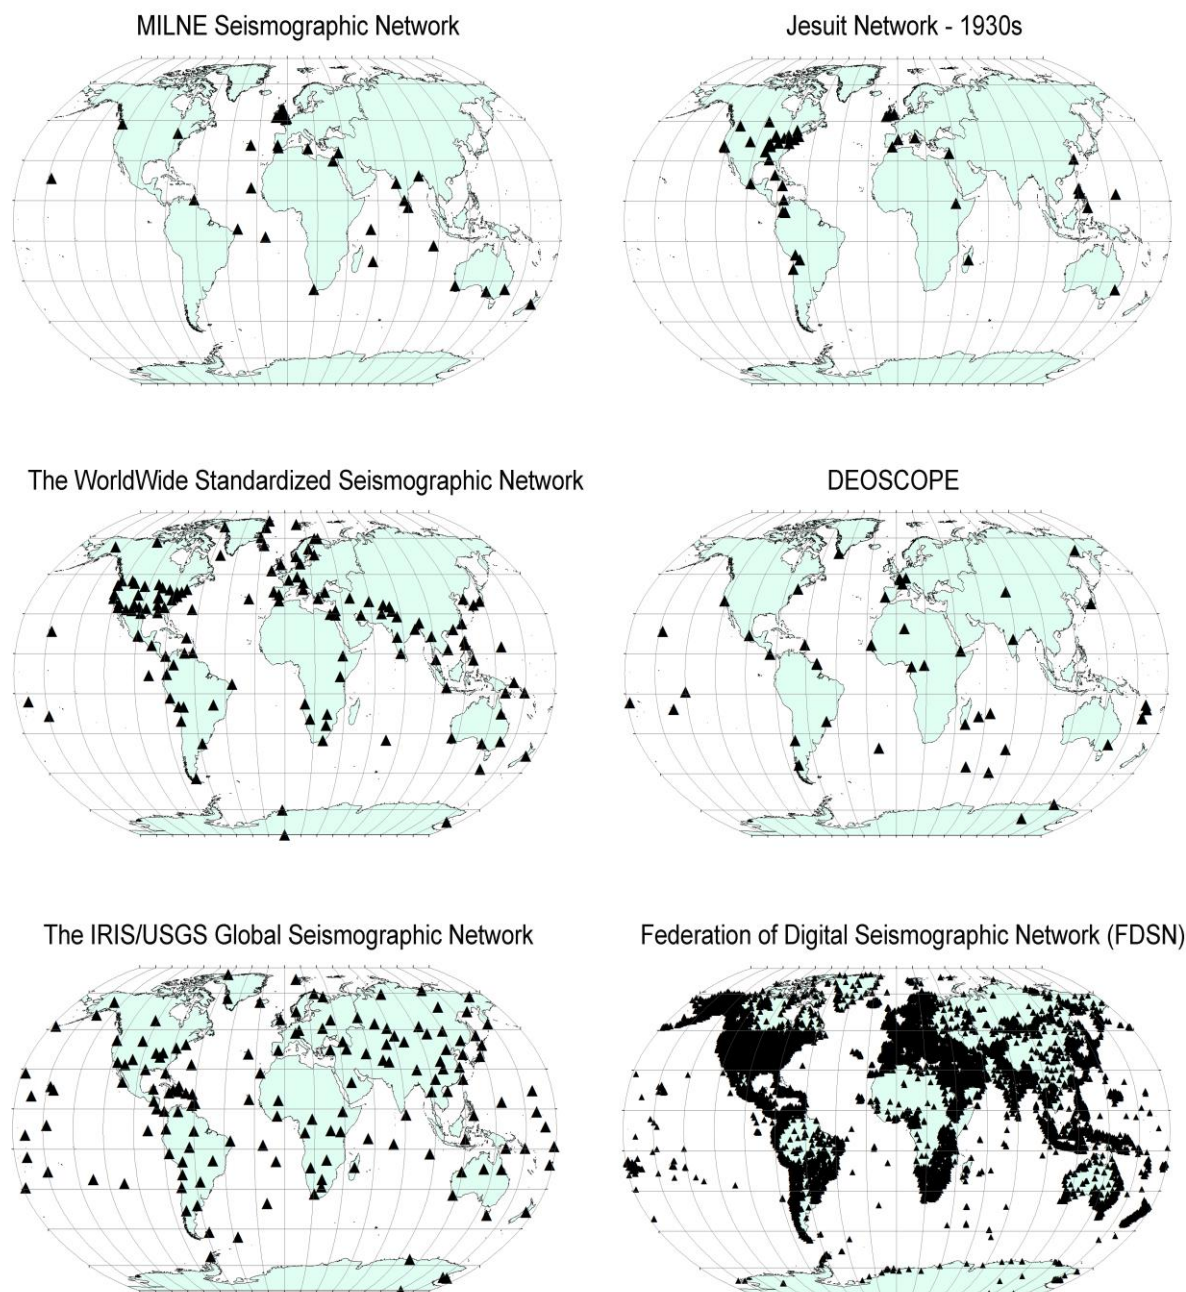 MILNE Seismographic Network
Jesuit Network - 1930s
The WorldWide Standardized Seismographic Network
DEOSCOPE
The IRIS/USGS Global Seismographic Network
Federation of Digital Seismographic Network (FDSN)